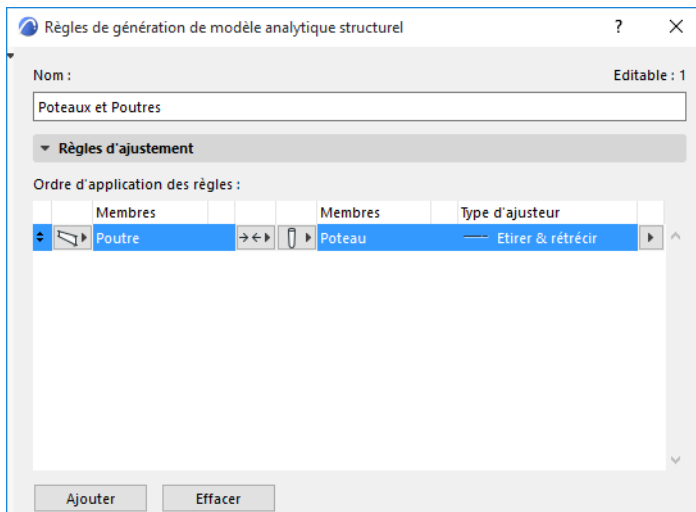 Règles de génération de modèle analytique structurel ?
Nom : Editable : 1
Poteaux et Poutres
Règles d'ajustement
Ordre d'application des règles :
Membres Membres Type d'ajusteur
Poutre Poteau Etirer & rétrécir
Ajouter Effacer